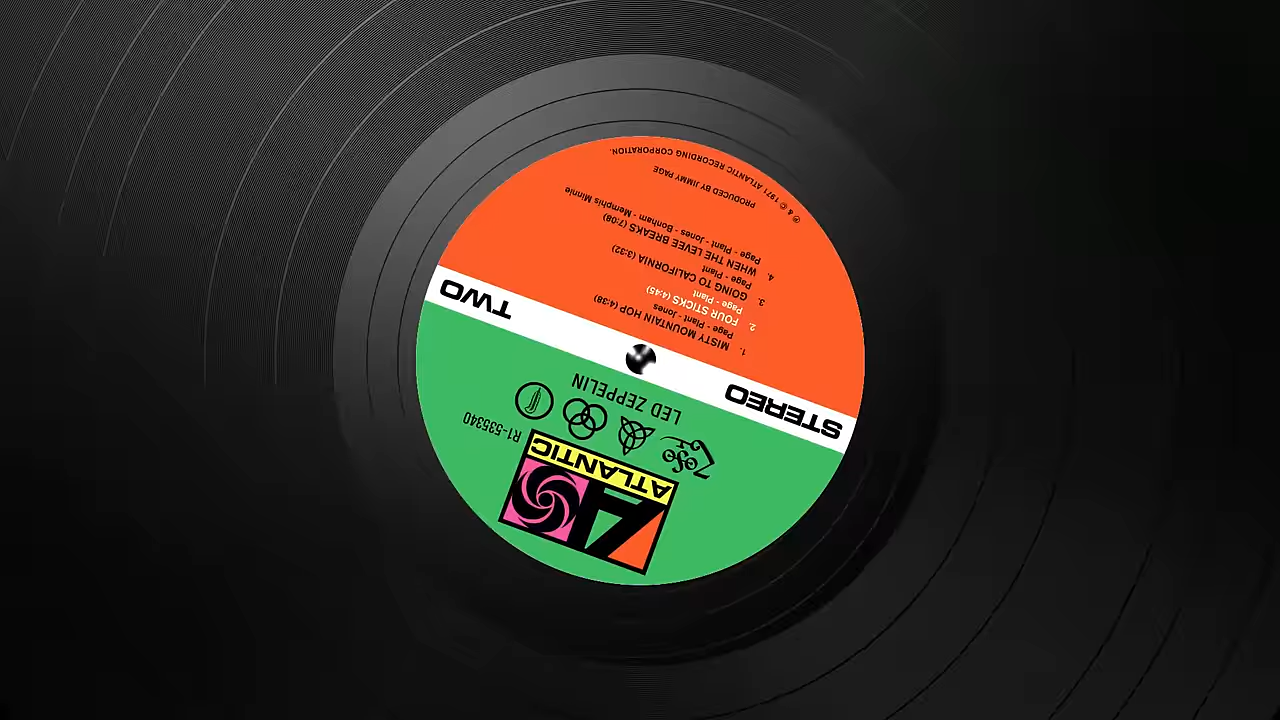 ATLANTIC
R1-535340
LED ZEPPELIN
STEREO
TWO
1. MISTY MOUNTAIN HOP (4:38)
Page - Plant - Jones
2. FOUR STICKS (4:45)
Page - Plant
3. GOING TO CALIFORNIA (3:32)
Page - Plant
4. WHEN THE LEVEE BREAKS (7:08)
Page - Plant - Jones - Bonham - Memphis Minnie
PRODUCED BY JIMMY PAGE
℗ & © 1971 ATLANTIC RECORDING CORPORATION.